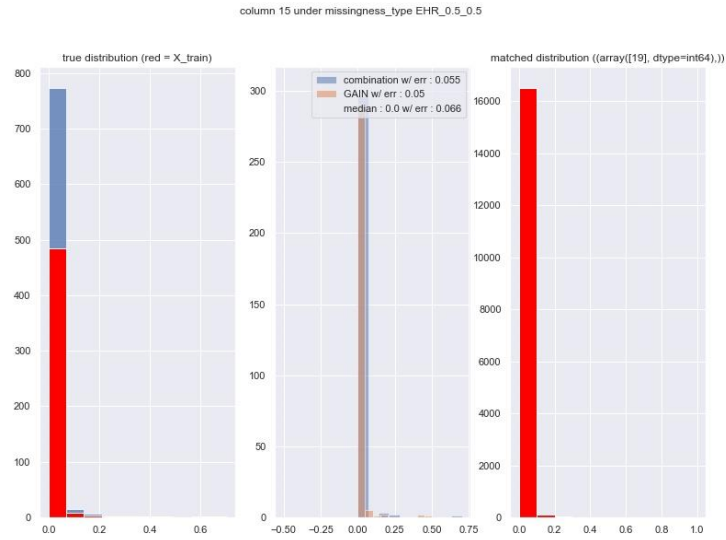 column 15 under missingness_type EHR_0.5_0.5
true distribution (red = X_train)
800
700
600
500
400
300
200
100
0
0.0 0.2 0.4 0.6
combination w/ err : 0.055
GAIN w/ err : 0.05
median : 0.0 w/ err : 0.066
300
250
200
150
100
50
0
−0.50 −0.25 0.00 0.25 0.50 0.75
matched distribution ((array([19], dtype=int64),))
16000
14000
12000
10000
8000
6000
4000
2000
0
0.0 0.2 0.4 0.6 0.8 1.0